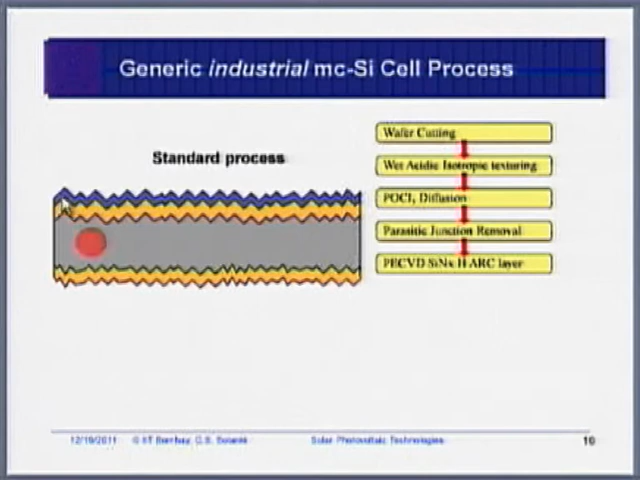 Generic industrial mc-Si Cell Process
Standard process
Wafer Cutting
Wet Acidic Isotropic texturing
POCl, Diffusion
Parasitic Junction Removal
PECVD SiNx:H ARC layer
12/19/2011 © IIT Bombay, C.S. Solanki Solar Photovoltaic Technologies 10